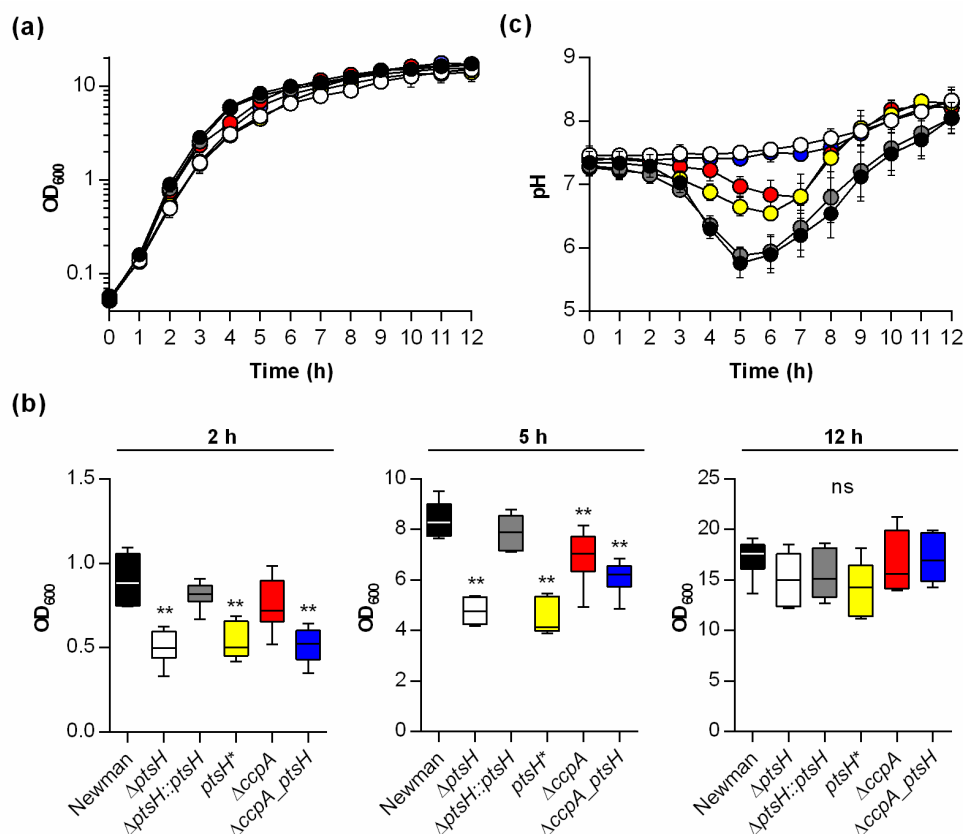 (a)
OD600
10
1
0.1
0 1 2 3 4 5 6 7 8 9 10 11 12
Time (h)
(c)
pH
9
8
7
6
5
0 1 2 3 4 5 6 7 8 9 10 11 12
Time (h)
(b)
2 h
OD600
1.5
1.0
0.5
0.0
**
**
**
Newman
ΔptsH
ΔptsH::ptsH
ptsH*
ΔccpA
ΔccpA_ptsH
5 h
OD600
10
8
6
4
2
0
**
**
**
**
Newman
ΔptsH
ΔptsH::ptsH
ptsH*
ΔccpA
ΔccpA_ptsH
12 h
ns
OD600
25
20
15
10
5
0
Newman
ΔptsH
ΔptsH::ptsH
ptsH*
ΔccpA
ΔccpA_ptsH